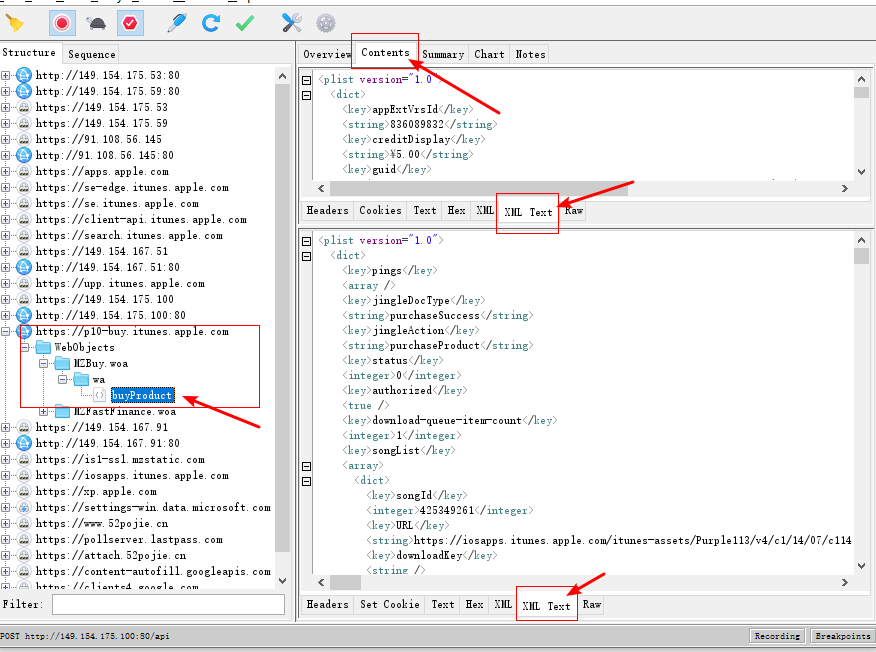 Structure
Sequence
http://149.154.175.53:80
http://149.154.175.59:80
https://149.154.175.53
https://149.154.175.59
https://91.108.56.145
http://91.108.56.145:80
https://apps.apple.com
https://se-edge.itunes.apple.com
https://se.itunes.apple.com
https://client-api.itunes.apple.com
https://search.itunes.apple.com
https://149.154.167.51
http://149.154.167.51:80
https://upp.itunes.apple.com
https://149.154.175.100
http://149.154.175.100:80
https://p10-buy.itunes.apple.com
WebObjects
MZBuy.woa
wa
buyProduct
MZFastFinance.woa
https://149.154.167.91
http://149.154.167.91:80
https://is1-ssl.mzstatic.com
https://iosapps.itunes.apple.com
https://xp.apple.com
https://settings-win.data.microsoft.com
https://www.52pojie.cn
https://pollserver.lastpass.com
https://attach.52pojie.cn
https://content-autofill.googleapis.com
https://clients4.google.com
Filter:
Overview Contents Summary Chart Notes
<plist version="1.0"
<dict>
<key>appExtVrsId</key>
<string>836089832</string>
<key>creditDisplay</key>
<string>¥5.00</string>
<key>guid</key>
Headers Cookies Text Hex XML XML Text Raw
<plist version="1.0">
<dict>
<key>pings</key>
<array />
<key>jingleDocType</key>
<string>purchaseSuccess</string>
<key>jingleAction</key>
<string>purchaseProduct</string>
<key>status</key>
<integer>0</integer>
<key>authorized</key>
<true />
<key>download-queue-item-count</key>
<integer>1</integer>
<key>songList</key>
<array>
<dict>
<key>songId</key>
<integer>425349261</integer>
<key>URL</key>
<string>https://iosapps.itunes.apple.com/itunes-assets/Purple113/v4/c1/14/07/c114
<key>downloadKey</key>
<string />
Headers Set Cookie Text Hex XML XML Text Raw
POST http://149.154.175.100:80/api
Recording Breakpoints